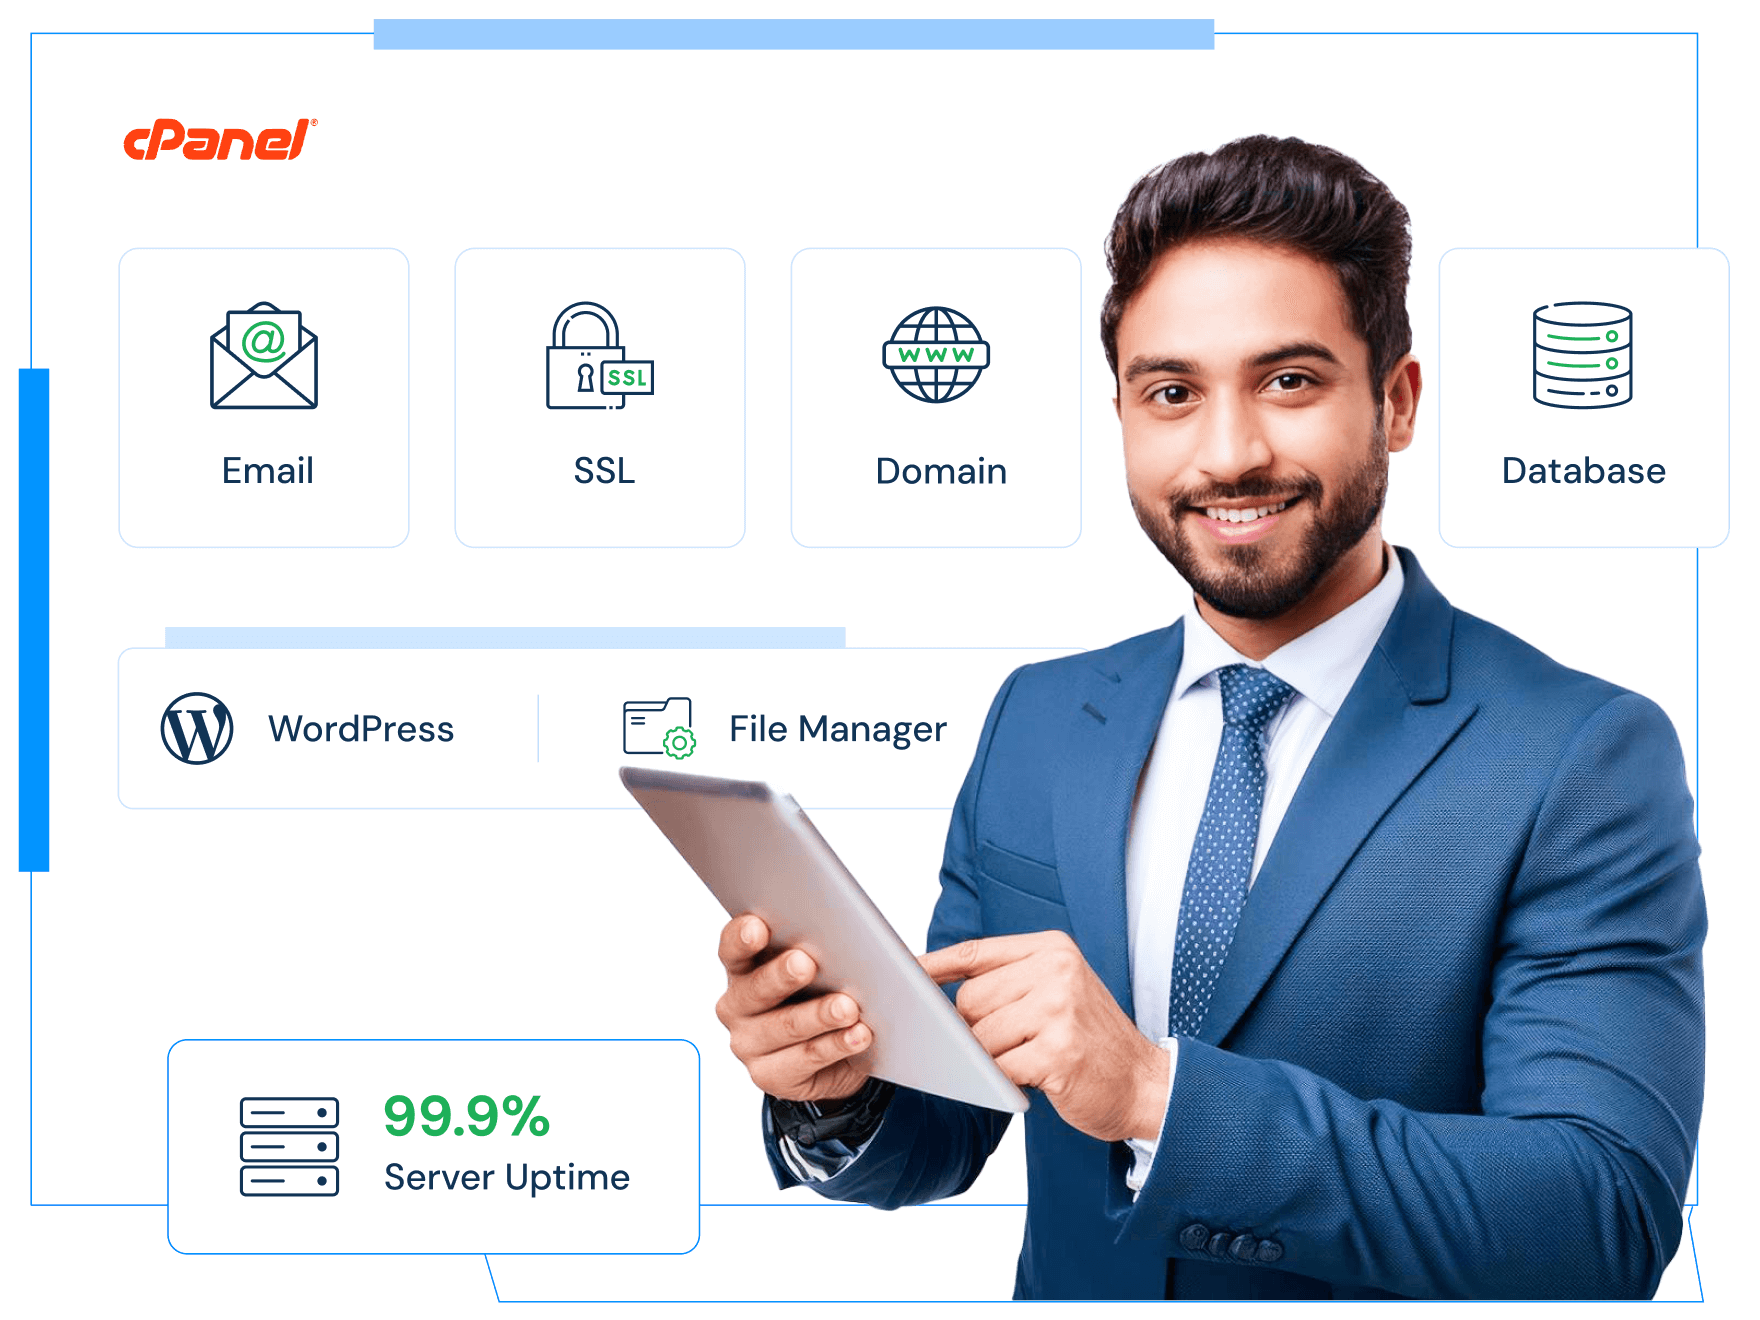 cPanel®
@
SSL
WWW
Email
SSL
Domain
Database
WordPress
File Manager
99.9%
Server Uptime